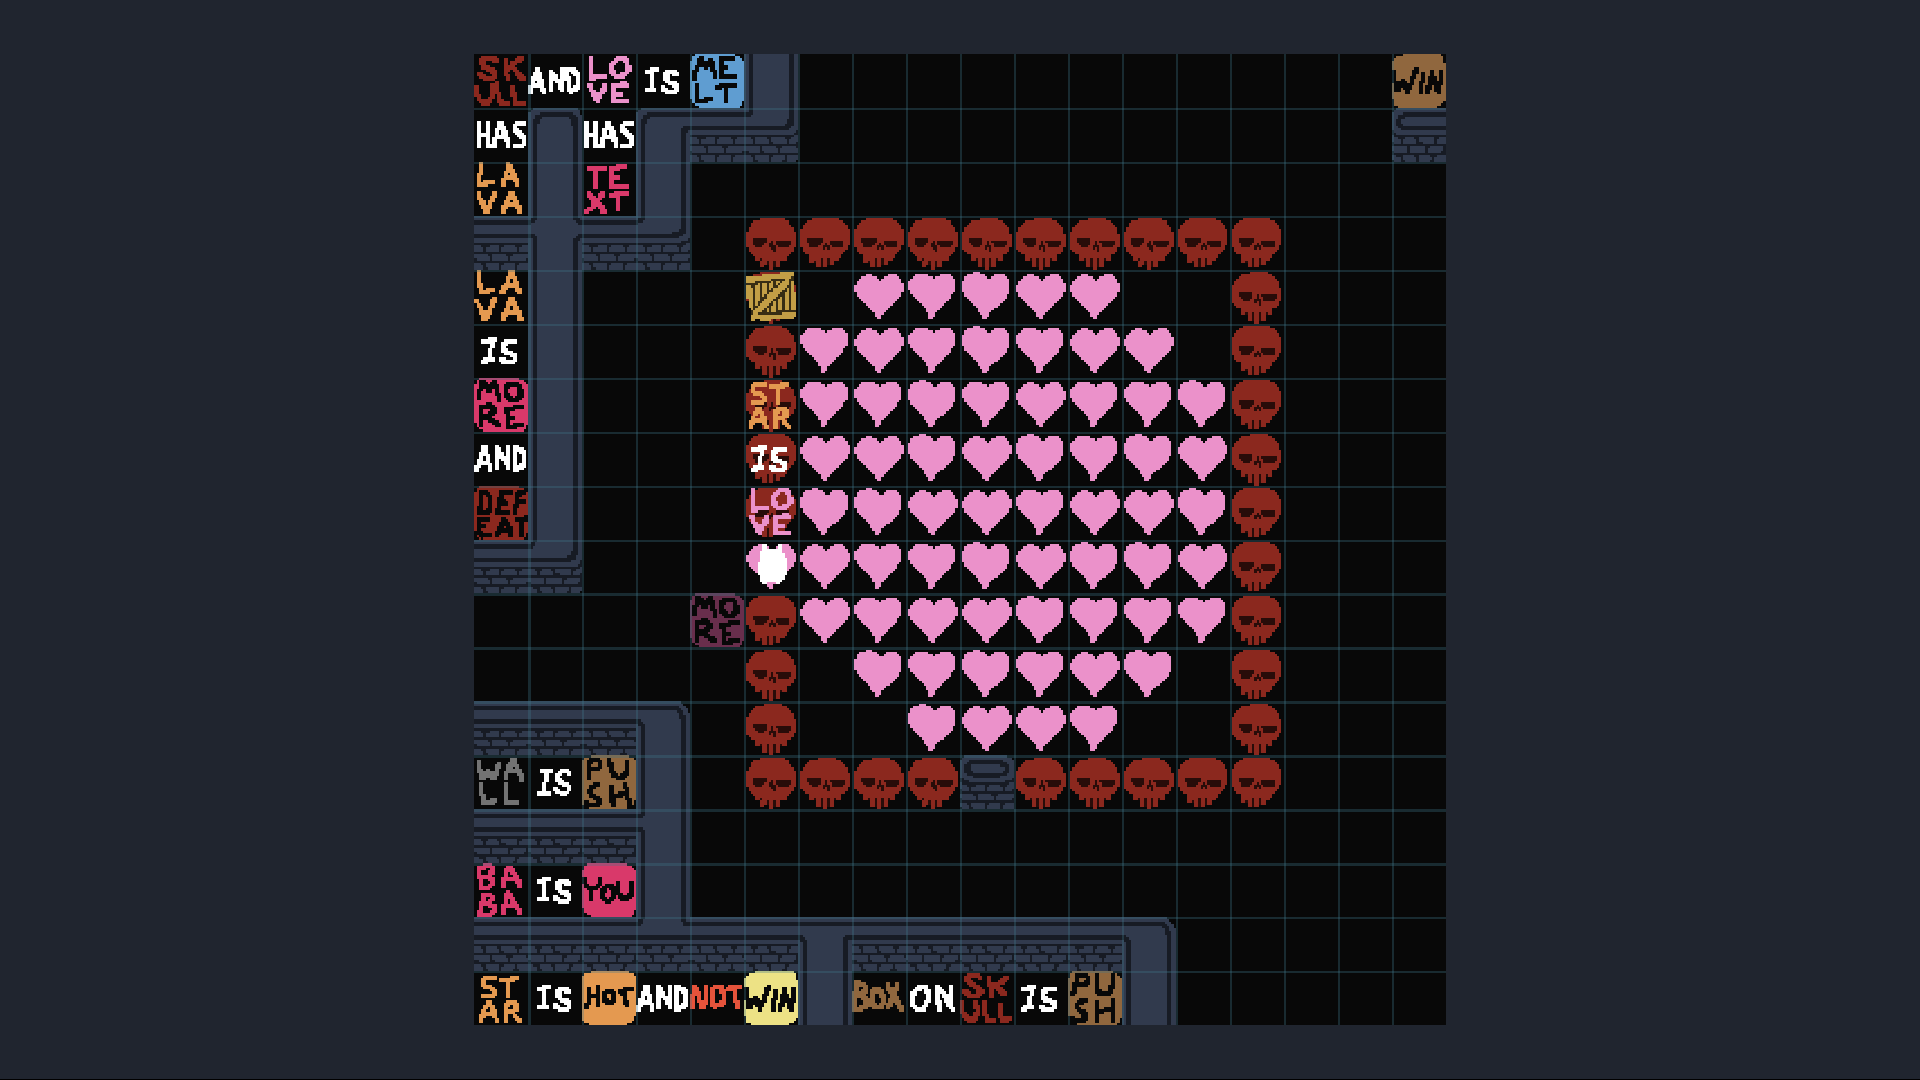 SKULL AND LOVE IS MELT WIN
HAS HAS
LAVA TEXT
LAVA
IS
MORE
STAR
AND IS
DEFEAT LOVE
MORE
WALL IS PUSH
BABA IS YOU
STAR IS HOT AND NOT WIN BOX ON SKULL IS PUSH